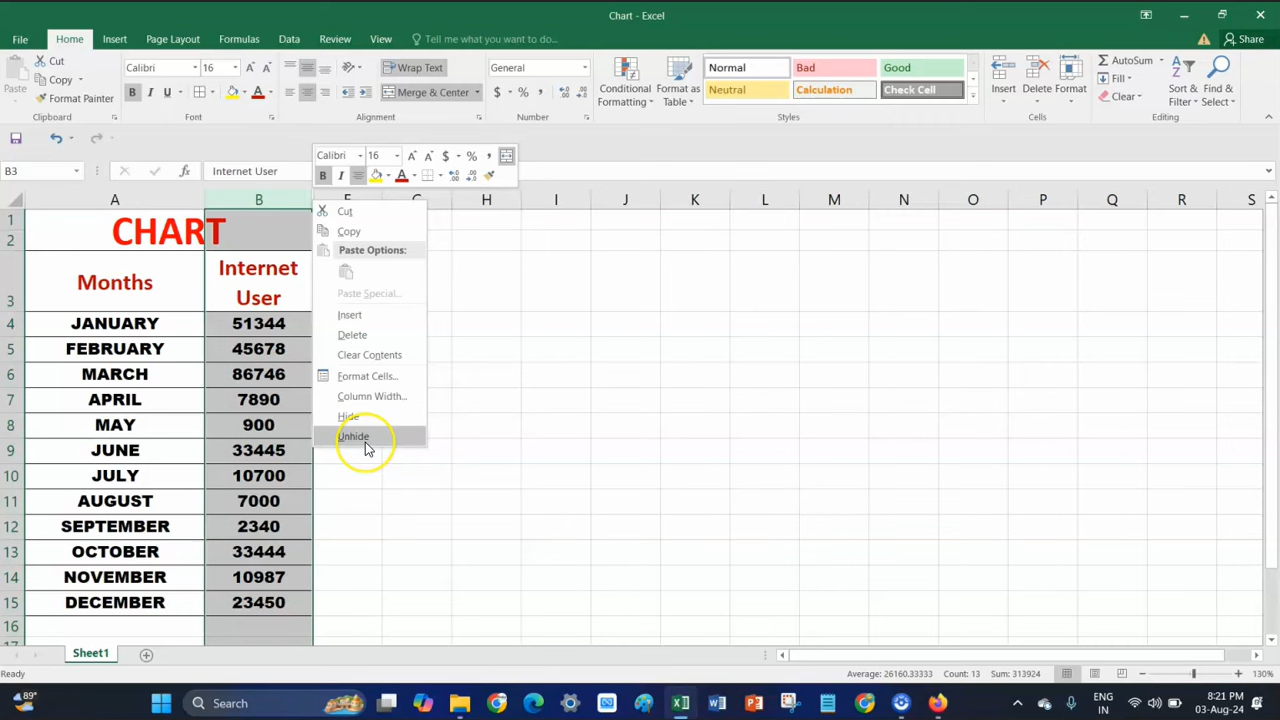 Chart - Excel
File Home Insert Page Layout Formulas Data Review View Tell me what you want to do... Share
Cut
Copy
Format Painter
Paste
Clipboard
Calibri 16
B I U
Font
Wrap Text
Merge & Center
Alignment
General
$ % ,
Number
Conditional Formatting
Format as Table
Normal Bad Good
Neutral Calculation Check Cell
Styles
Insert Delete Format
Cells
AutoSum
Fill
Clear
Sort & Filter
Find & Select
Editing
B3 fx Internet User
Calibri 16 $ % ,
B I
A B F G H I J K L M N O P Q R S
1 CHART
2
3 Months Internet User
4 JANUARY 51344
5 FEBRUARY 45678
6 MARCH 86746
7 APRIL 7890
8 MAY 900
9 JUNE 33445
10 JULY 10700
11 AUGUST 7000
12 SEPTEMBER 2340
13 OCTOBER 33444
14 NOVEMBER 10987
15 DECEMBER 23450
16
17
Cut
Copy
Paste Options:
Paste Special...
Insert
Delete
Clear Contents
Format Cells...
Column Width...
Hide
Unhide
Sheet1
Ready Average: 26160.33333 Count: 13 Sum: 313924 130%
89° Search ENG IN 8:21 PM 03-Aug-24